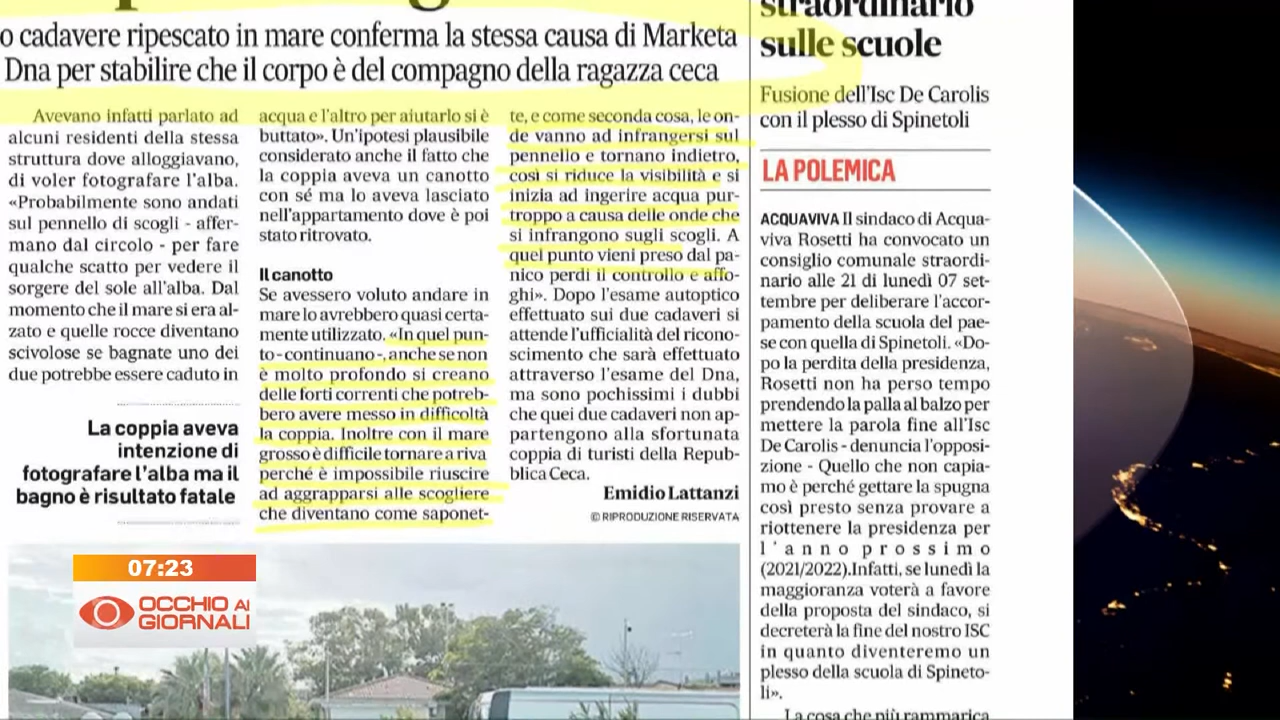 o cadavere ripescato in mare conferma la stessa causa di Marketa
Dna per stabilire che il corpo è del compagno della ragazza ceca
Avevano infatti parlato ad
alcuni residenti della stessa
struttura dove alloggiavano,
di voler fotografare l'alba.
«Probabilmente sono andati
sul pennello di scogli - affer-
mano dal circolo - per fare
qualche scatto per vedere il
sorgere del sole all'alba. Dal
momento che il mare si era al-
zato e quelle rocce diventano
scivolose se bagnate uno dei
due potrebbe essere caduto in
La coppia aveva
intenzione di
fotografare l'alba ma il
bagno è risultato fatale
acqua e l'altro per aiutarlo si è
buttato». Un'ipotesi plausibile
considerato anche il fatto che
la coppia aveva un canotto
con sé ma lo aveva lasciato
nell'appartamento dove è poi
stato ritrovato.
Il canotto
Se avessero voluto andare in
mare lo avrebbero quasi certa-
mente utilizzato. «In quel pun-
to - continuano -, anche se non
è molto profondo si creano
delle forti correnti che potreb-
bero avere messo in difficoltà
la coppia. Inoltre con il mare
grosso è difficile tornare a riva
perché è impossibile riuscire
ad aggrapparsi alle scogliere
che diventano come saponet-
te, e come seconda cosa, le on-
de vanno ad infrangersi sul
pennello e tornano indietro,
così si riduce la visibilità e si
inizia ad ingerire acqua pur-
troppo a causa delle onde che
si infrangono sugli scogli. A
quel punto vieni preso dal pa-
nico perdi il controllo e affo-
ghi». Dopo l'esame autoptico
effettuato sui due cadaveri si
attende l'ufficialità del ricono-
scimento che sarà effettuato
attraverso l'esame del Dna,
ma sono pochissimi i dubbi
che quei due cadaveri non ap-
partengono alla sfortunata
coppia di turisti della Repub-
blica Ceca.
Emidio Lattanzi
© RIPRODUZIONE RISERVATA
straordinario
sulle scuole
Fusione dell'Isc De Carolis
con il plesso di Spinetoli
LA POLEMICA
ACQUAVIVA Il sindaco di Acqua-
viva Rosetti ha convocato un
consiglio comunale straordi-
nario alle 21 di lunedì 07 set-
tembre per deliberare l'accor-
pamento della scuola del pae-
se con quella di Spinetoli. «Do-
po la perdita della presidenza,
Rosetti non ha perso tempo
prendendo la palla al balzo per
mettere la parola fine all'Isc
De Carolis - denuncia l'opposi-
zione - Quello che non capia-
mo è perché gettare la spugna
così presto senza provare a
riottenere la presidenza per
l'anno prossimo
(2021/2022).Infatti, se lunedì la
maggioranza voterà a favore
della proposta del sindaco, si
decreterà la fine del nostro ISC
in quanto diventeremo un
plesso della scuola di Spineto-
li».
La cosa che più rammarica
07:23
OCCHIO AI
GIORNALI